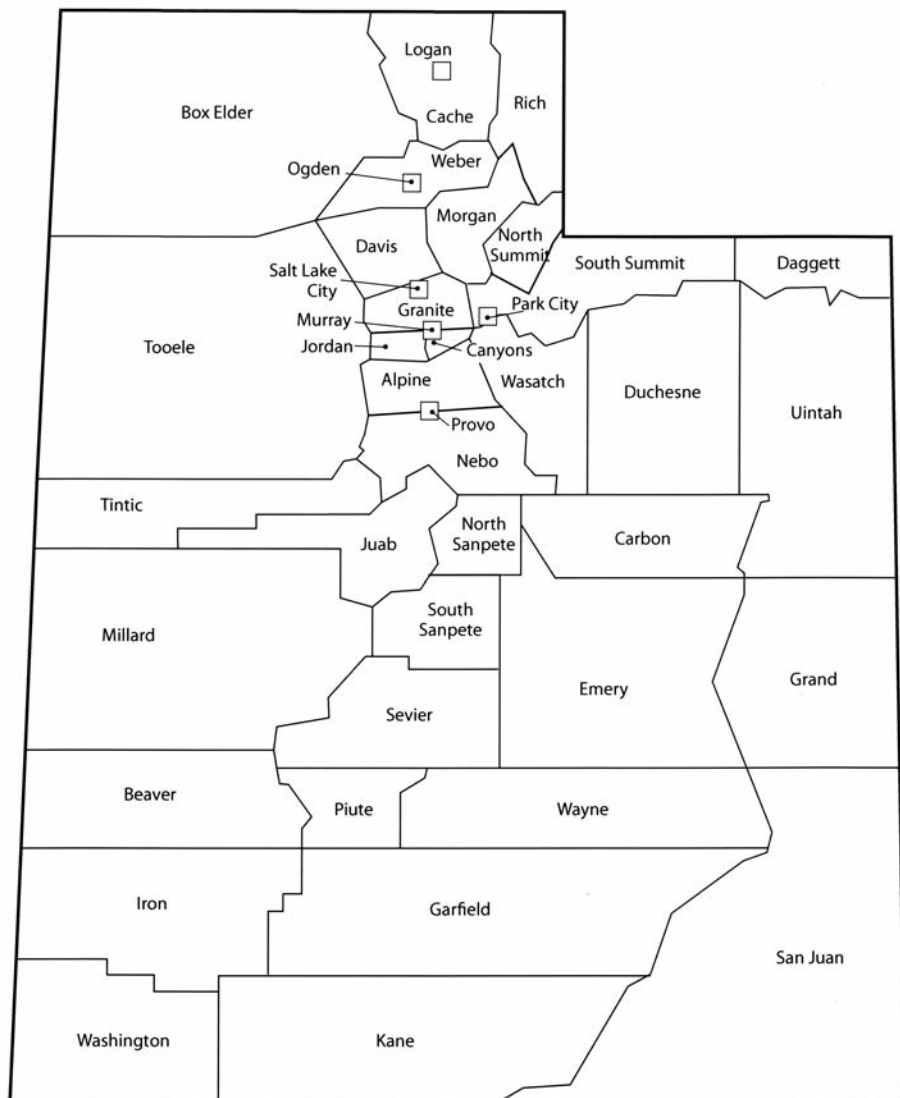 Logan
Box Elder
Rich
Cache
Weber
Ogden
Morgan
Davis
North
Summit
South Summit
Daggett
Salt Lake
City
Granite
Park City
Murray
Jordan
Canyons
Tooele
Alpine
Wasatch
Duchesne
Uintah
Provo
Nebo
Tintic
North
Sanpete
Juab
Carbon
South
Sanpete
Millard
Emery
Grand
Sevier
Beaver
Piute
Wayne
Iron
Garfield
San Juan
Washington
Kane